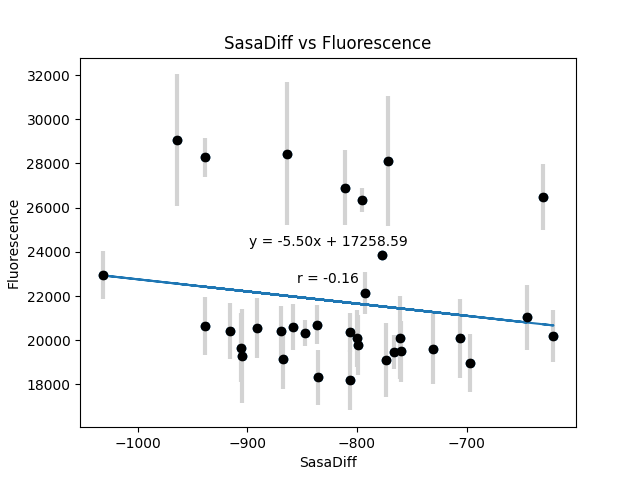 SasaDiff vs Fluorescence
32000
30000
28000
26000
24000
22000
20000
18000
Fluorescence
y = -5.50x + 17258.59
r = -0.16
−1000
−900
−800
−700
SasaDiff